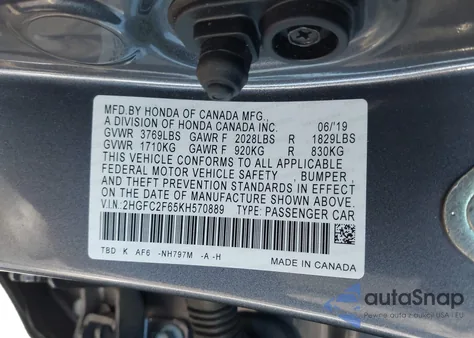 MFD.BY HONDA OF CANADA MFG.,
A DIVISION OF HONDA CANADA INC. 06/'19
GVWR 3769LBS GAWR F 2028LBS R 1829LBS
GVWR 1710KG GAWR F 920KG R 830KG
THIS VEHICLE CONFORMS TO ALL APPLICABLE
FEDERAL MOTOR VEHICLE SAFETY , BUMPER ,
AND THEFT PREVENTION STANDARDS IN EFFECT
ON THE DATE OF MANUFACTURE SHOWN ABOVE.
VIN: 2HGFC2F65KH570889 TYPE: PASSENGER CAR
TBD K AF6 -NH797M -A -H
MADE IN CANADA
autoSnap